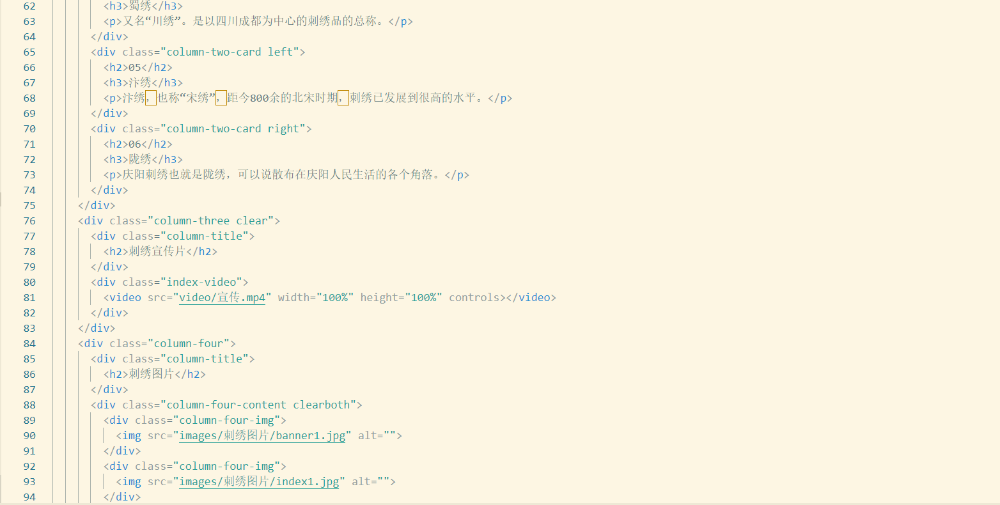 62 <h3>蜀绣</h3>
63 <p>又名“川绣”。是以四川成都为中心的刺绣品的总称。</p>
64 </div>
65 <div class="column-two-card left">
66 <h2>05</h2>
67 <h3>汴绣</h3>
68 <p>汴绣，也称“宋绣”，距今800余的北宋时期，刺绣已发展到很高的水平。</p>
69 </div>
70 <div class="column-two-card right">
71 <h2>06</h2>
72 <h3>陇绣</h3>
73 <p>庆阳刺绣也就是陇绣，可以说散布在庆阳人民生活的各个角落。</p>
74 </div>
75 </div>
76 <div class="column-three clear">
77 <div class="column-title">
78 <h2>刺绣宣传片</h2>
79 </div>
80 <div class="index-video">
81 <video src="video/宣传.mp4" width="100%" height="100%" controls></video>
82 </div>
83 </div>
84 <div class="column-four">
85 <div class="column-title">
86 <h2>刺绣图片</h2>
87 </div>
88 <div class="column-four-content clearboth">
89 <div class="column-four-img">
90 <img src="images/刺绣图片/banner1.jpg" alt="">
91 </div>
92 <div class="column-four-img">
93 <img src="images/刺绣图片/index1.jpg" alt="">
94 </div>